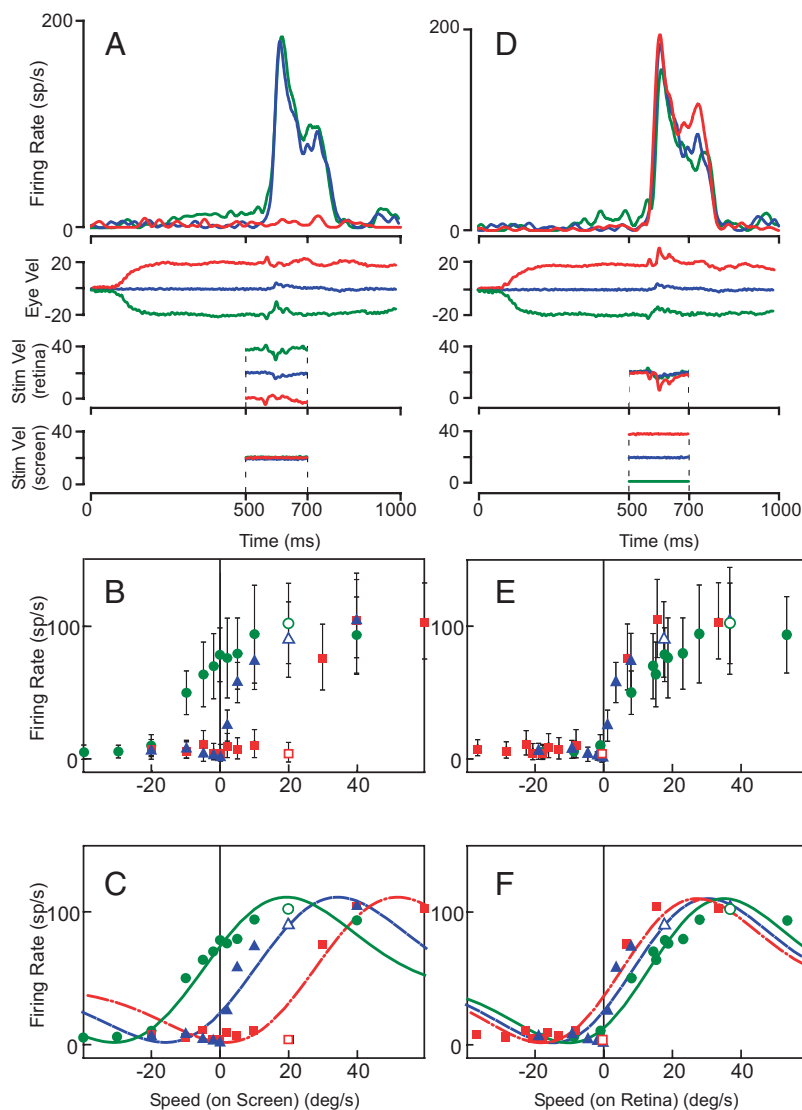 A
D
200
200
Firing Rate (sp/s)
0
0
Eye Vel
20
-20
20
-20
Stim Vel
(retina)
40
0
40
0
Stim Vel
(screen)
40
0
40
0
0
500
700
1000
0
500
700
1000
Time (ms)
Time (ms)
B
E
Firing Rate (sp/s)
100
0
100
0
-20
0
20
40
-20
0
20
40
C
F
Firing Rate (sp/s)
100
0
100
0
-20
0
20
40
-20
0
20
40
Speed (on Screen) (deg/s)
Speed (on Retina) (deg/s)